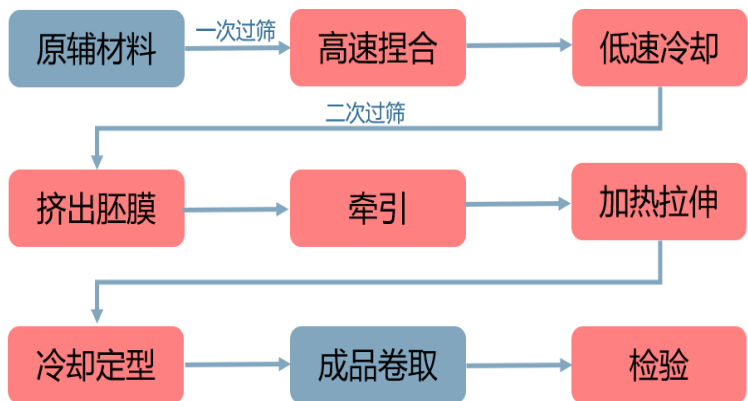 原辅材料
一次过筛
高速捏合
低速冷却
二次过筛
挤出胚膜
牵引
加热拉伸
冷却定型
成品卷取
检验